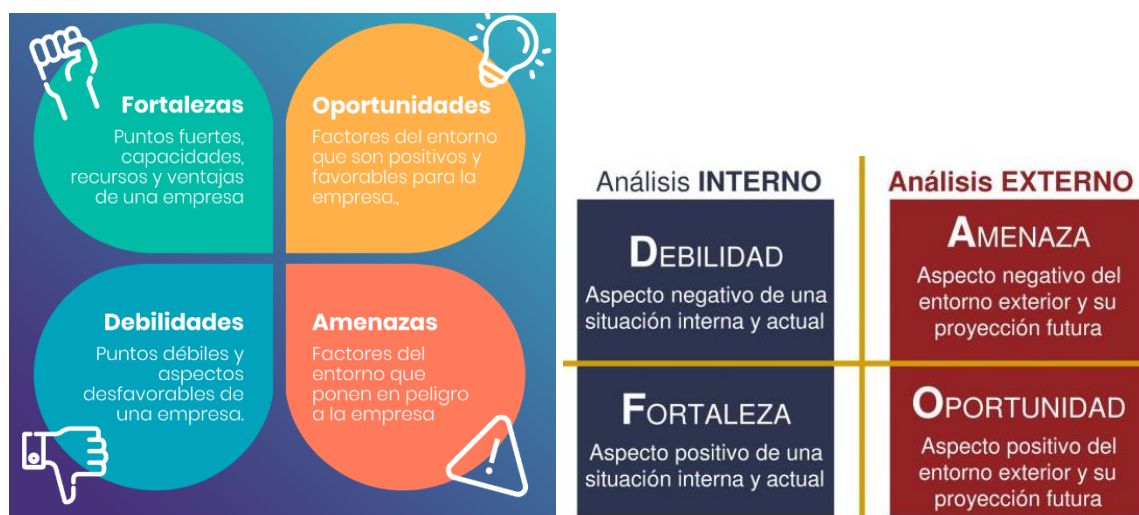 Fortalezas
Puntos fuertes,
capacidades,
recursos y ventajas
de una empresa
Oportunidades
Factores del entorno
que son positivos y
favorables para la
empresa.,
Debilidades
Puntos débiles y
aspectos
desfavorables de
una empresa.
Amenazas
Factores del
entorno que
ponen en peligro
a la empresa
Análisis INTERNO
DEBILIDAD
Aspecto negativo de una
situación interna y actual
FORTALEZA
Aspecto positivo de una
situación interna y actual
Análisis EXTERNO
AMENAZA
Aspecto negativo del
entorno exterior y su
proyección futura
OPORTUNIDAD
Aspecto positivo del
entorno exterior y su
proyección futura